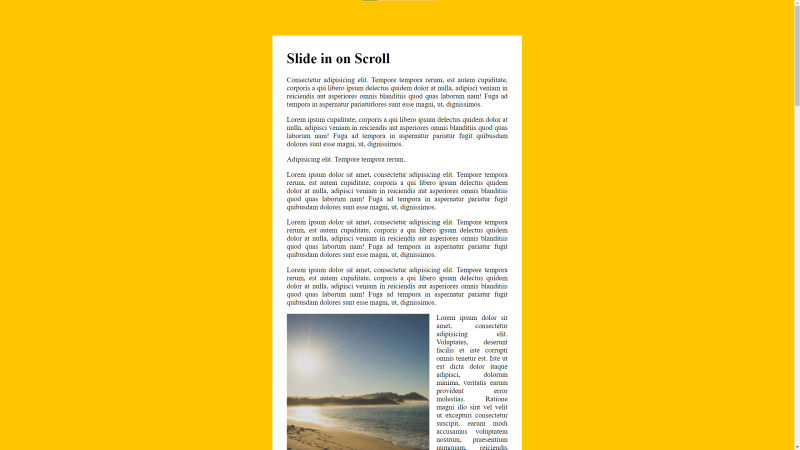 Slide in on Scroll
Consectetur adipisicing elit. Tempore tempora rerum, est autem cupiditate,
corporis a qui libero ipsum delectus quidem dolor at nulla, adipisci veniam in
reiciendis aut asperiores omnis blanditiis quod quas laborum nam! Fuga ad
tempora in aspernatur pariaturlores sunt esse magni, ut, dignissimos.
Lorem ipsum cupiditate, corporis a qui libero ipsum delectus quidem dolor at
nulla, adipisci veniam in reiciendis aut asperiores omnis blanditiis quod quas
laborum nam! Fuga ad tempora in aspernatur pariatur fugit quibusdam
dolores sunt esse magni, ut, dignissimos.
Adipisicing elit. Tempore tempora rerum..
Lorem ipsum dolor sit amet, consectetur adipisicing elit. Tempore tempora
rerum, est autem cupiditate, corporis a qui libero ipsum delectus quidem
dolor at nulla, adipisci veniam in reiciendis aut asperiores omnis blanditiis
quod quas laborum nam! Fuga ad tempora in aspernatur pariatur fugit
quibusdam dolores sunt esse magni, ut, dignissimos.
Lorem ipsum dolor sit amet, consectetur adipisicing elit. Tempore tempora
rerum, est autem cupiditate, corporis a qui libero ipsum delectus quidem
dolor at nulla, adipisci veniam in reiciendis aut asperiores omnis blanditiis
quod quas laborum nam! Fuga ad tempora in aspernatur pariatur fugit
quibusdam dolores sunt esse magni, ut, dignissimos.
Lorem ipsum dolor sit amet, consectetur adipisicing elit. Tempore tempora
rerum, est autem cupiditate, corporis a qui libero ipsum delectus quidem
dolor at nulla, adipisci veniam in reiciendis aut asperiores omnis blanditiis
quod quas laborum nam! Fuga ad tempora in aspernatur pariatur fugit
quibusdam dolores sunt esse magni, ut, dignissimos.
Lorem ipsum dolor sit
amet, consectetur
adipisicing elit.
Voluptates, deserunt
facilis et iste corrupti
omnis tenetur est. Iste ut
est dicta dolor itaque
adipisci, dolorum
minima, veritatis earum
provident error
molestias. Ratione
magni illo sint vel velit
ut excepturi consectetur
suscipit, earum modi
accusamus voluptatem
nostrum, praesentium
numquam, reiciendis